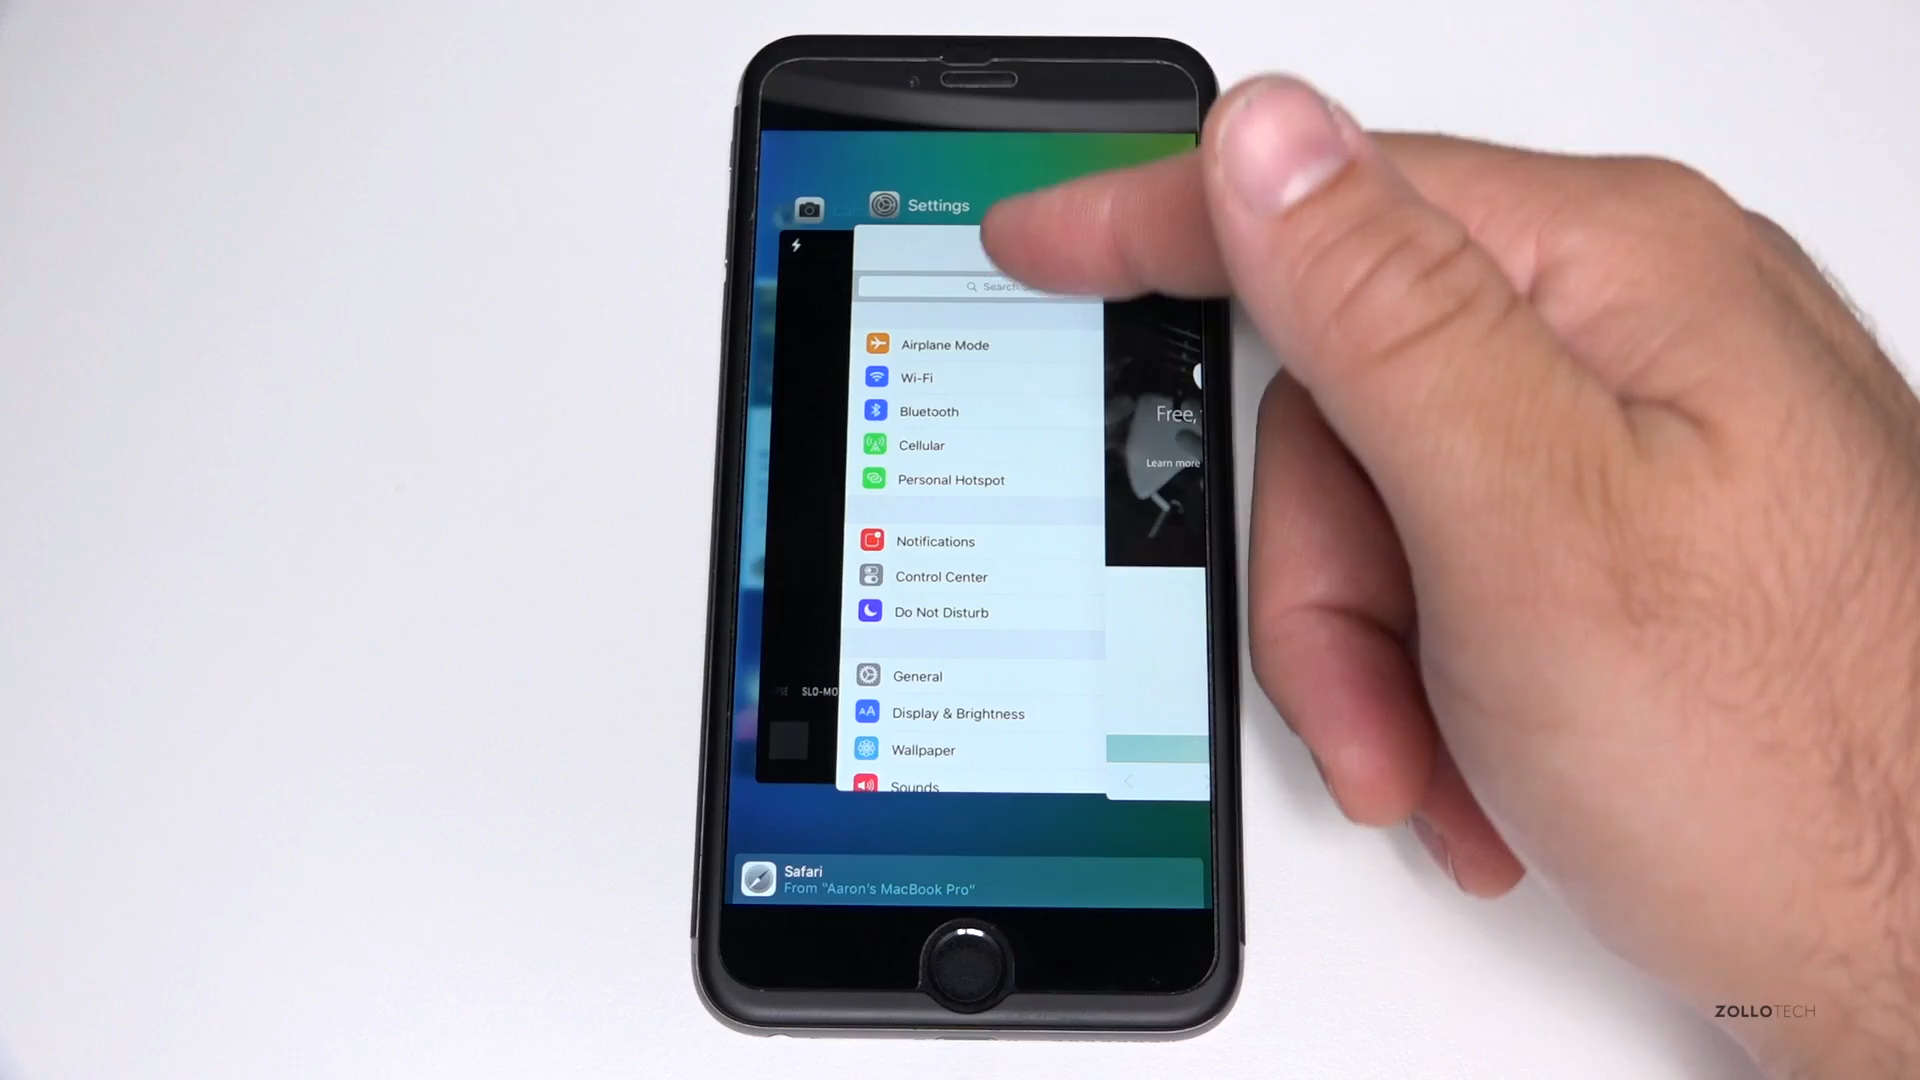 Settings
Search
Airplane Mode
Wi-Fi
Bluetooth
Cellular
Personal Hotspot
Notifications
Control Center
Do Not Disturb
General
AA Display & Brightness
Wallpaper
Sounds
SLO-MO
Free,
Learn more
Safari
From "Aaron's MacBook Pro"
ZOLLOTECH